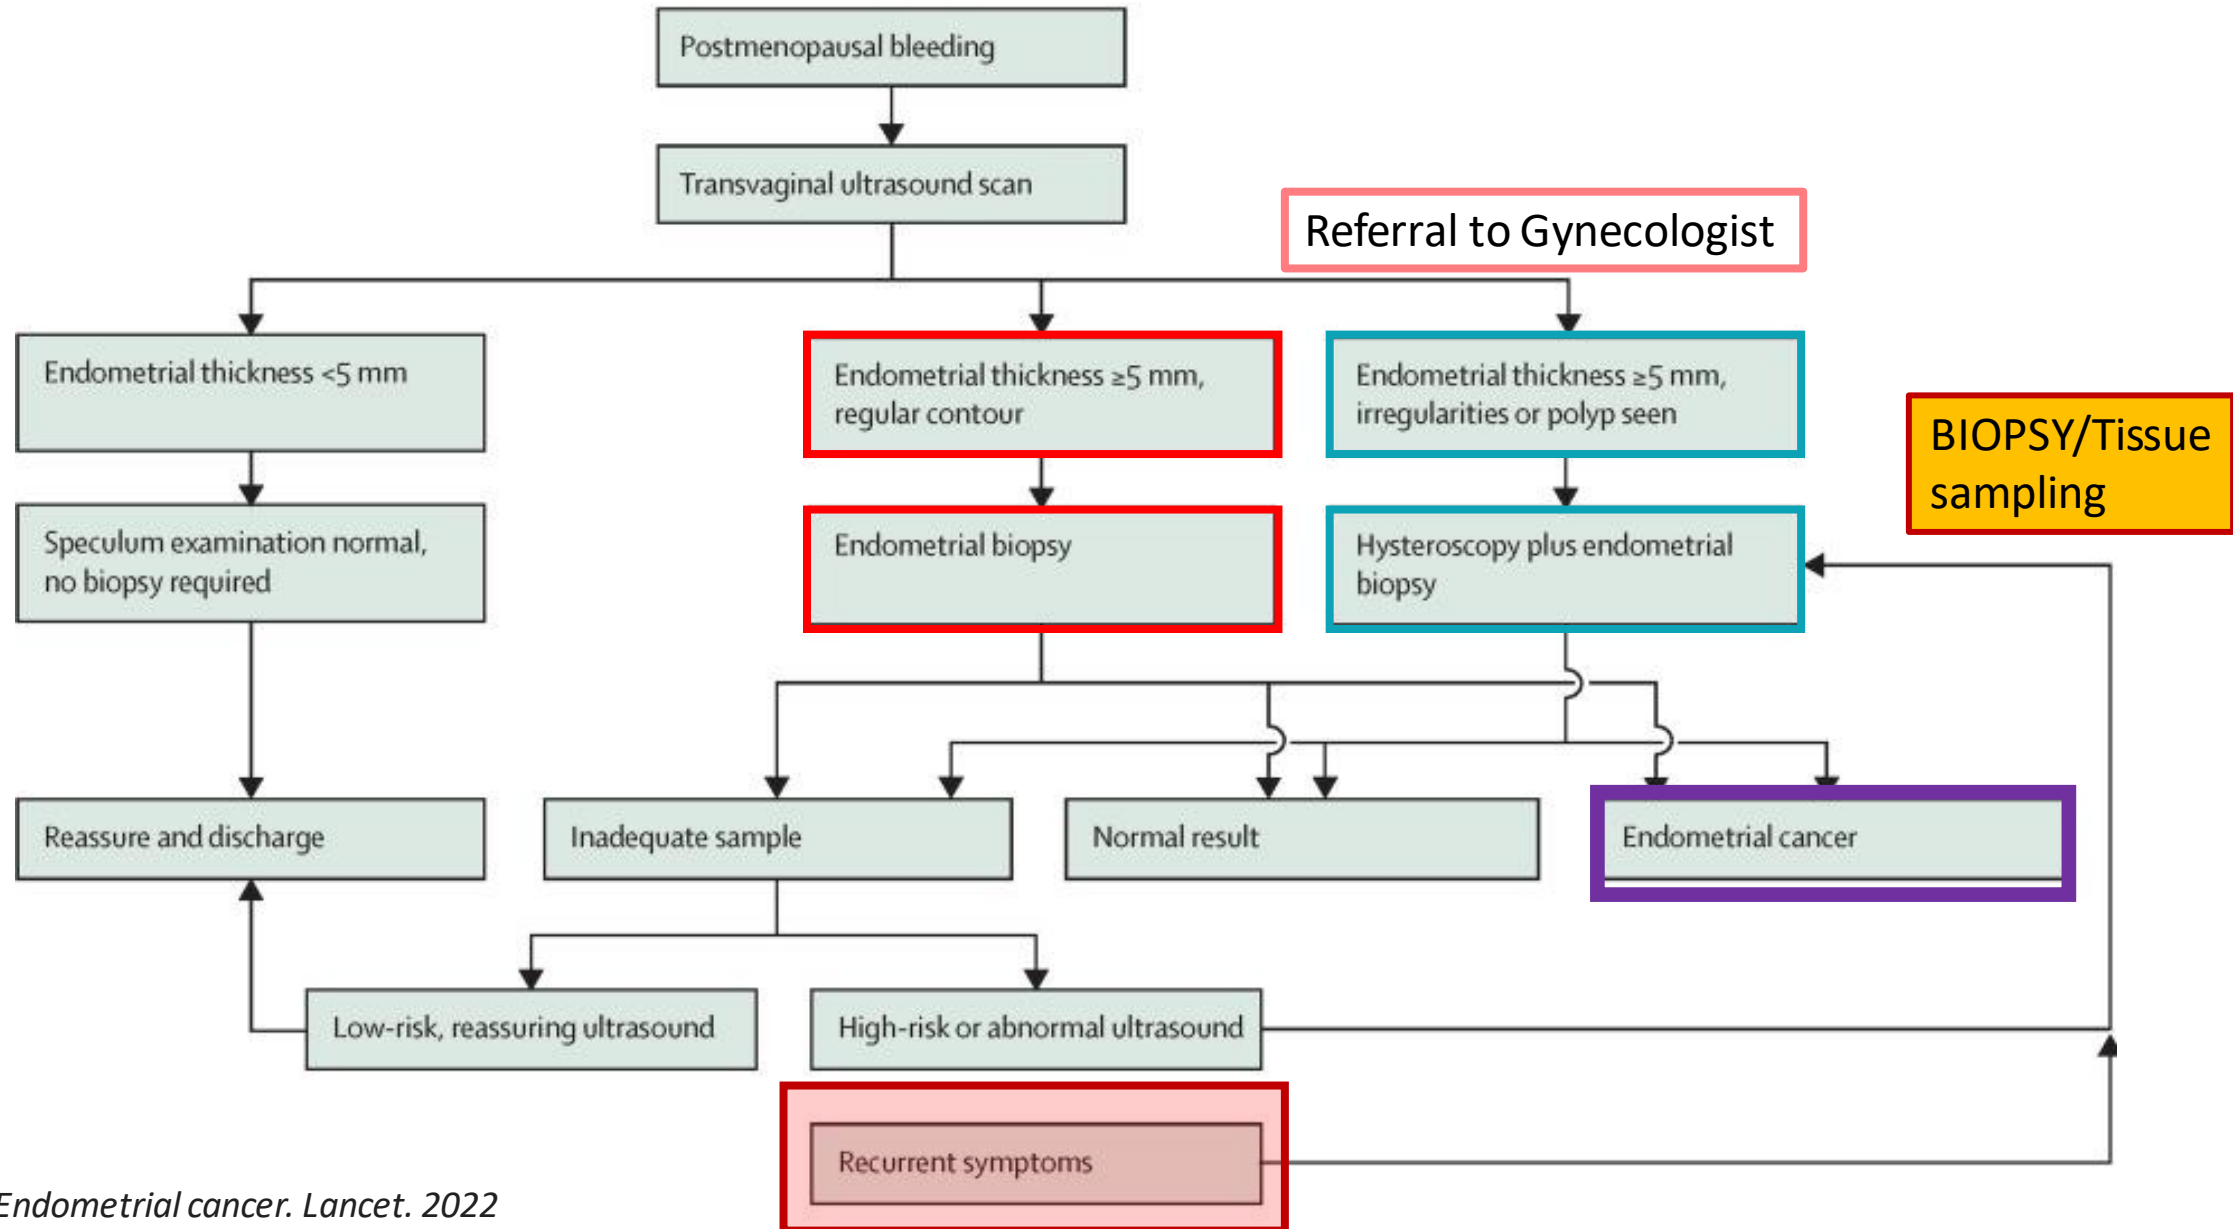 Postmenopausal bleeding
Transvaginal ultrasound scan
Referral to Gynecologist
Endometrial thickness <5 mm
Endometrial thickness ≥5 mm,
regular contour
Endometrial thickness ≥5 mm,
irregularities or polyp seen
BIOPSY/Tissue
sampling
Speculum examination normal,
no biopsy required
Endometrial biopsy
Hysteroscopy plus endometrial
biopsy
Reassure and discharge
Inadequate sample
Normal result
Endometrial cancer
Low-risk, reassuring ultrasound
High-risk or abnormal ultrasound
Recurrent symptoms
Endometrial cancer. Lancet. 2022